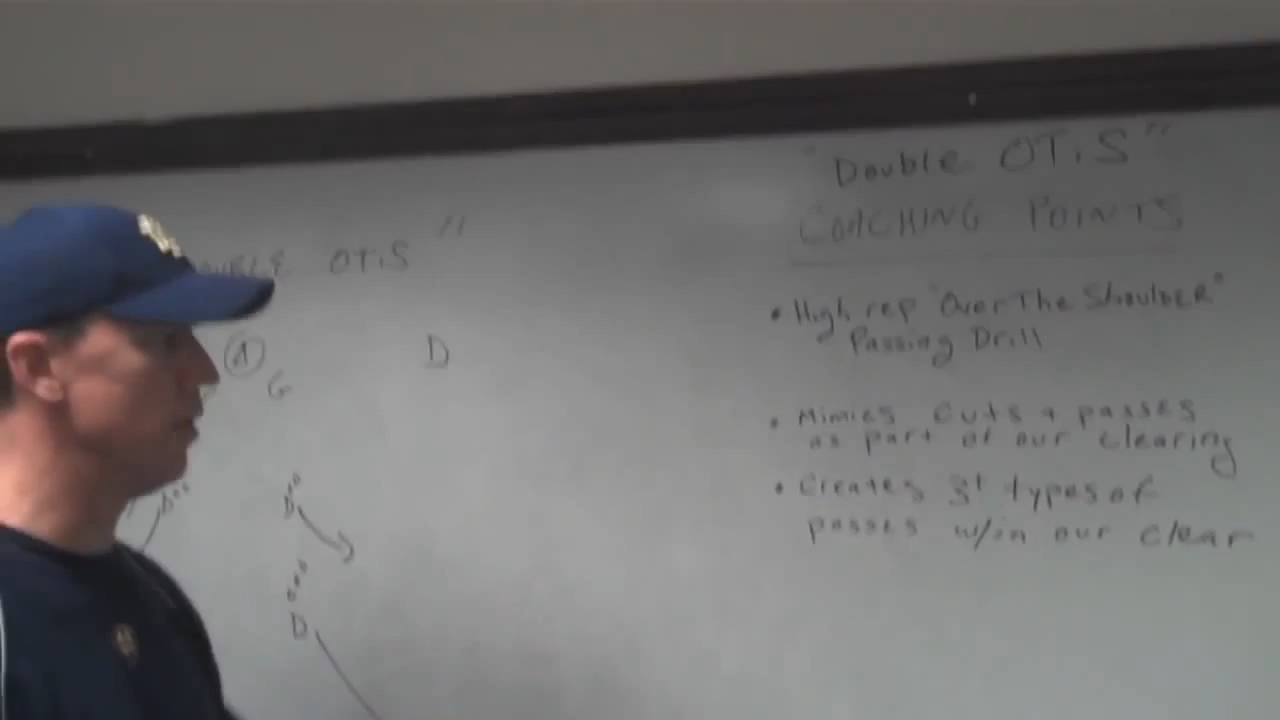 OTIS"
D
G
D
D
D
"Double OTiS"
COACHING POINTS
• High rep "Over The Shoulder"
Passing Drill
• Mimics cuts + passes
as part of our clearing
• Creates 3+ types of
passes w/in our clear